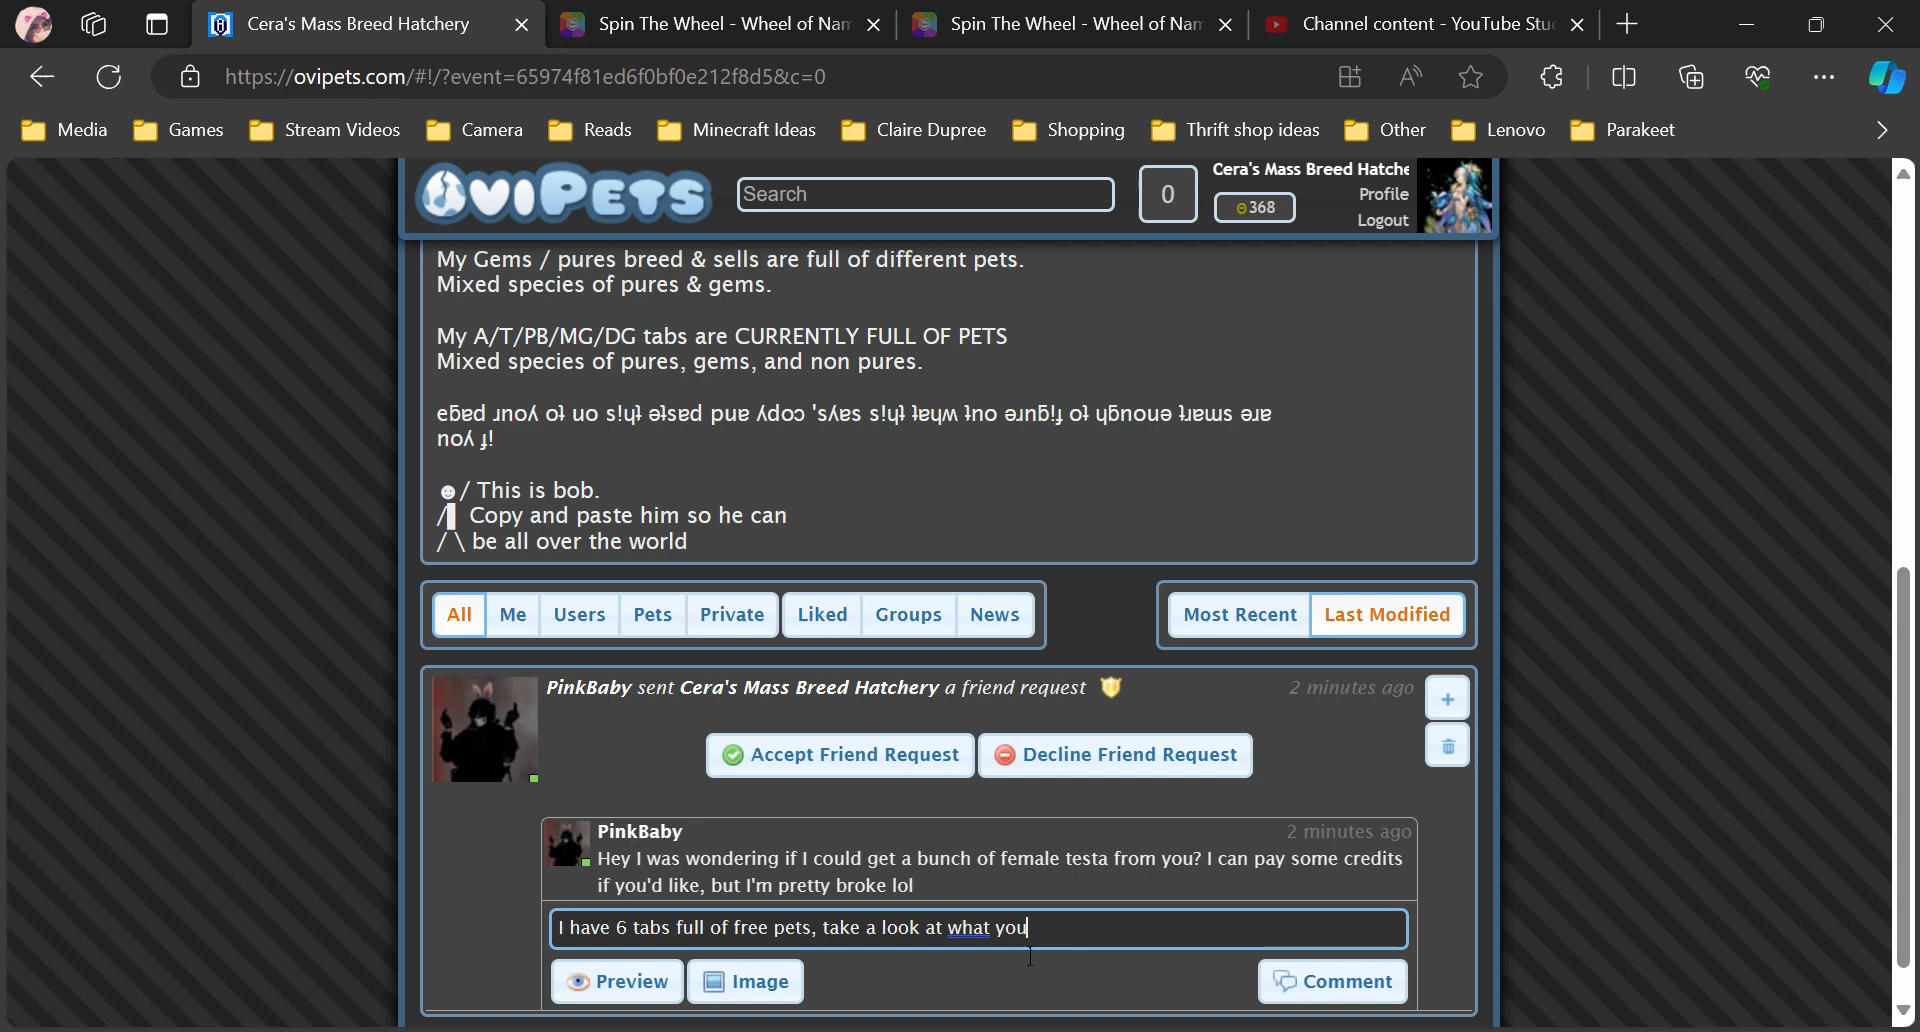 Cera's Mass Breed Hatchery
Spin The Wheel - Wheel of Nam
Spin The Wheel - Wheel of Nam
Channel content - YouTube Stu
https://ovipets.com/#!/?event=65974f81ed6f0bf0e212f8d5&c=0
Media Games Stream Videos Camera Reads Minecraft Ideas Claire Dupree Shopping Thrift shop ideas Other Lenovo Parakeet
OviPets
Search
0
Cera's Mass Breed Hatche
368
Profile
Logout
My Gems / pures breed & sells are full of different pets.
Mixed species of pures & gems.
My A/T/PB/MG/DG tabs are CURRENTLY FULL OF PETS
Mixed species of pures, gems, and non pures.
ǝƃɐd ɹnoʎ oʇ uo s!ɥʇ ǝʇsɐd puɐ ʎdoɔ 'sʎɐs s!ɥʇ ʇɐɥʍ ʇno ǝɹnƃ!ɟ oʇ ɥƃnouǝ ʇɹɐɯs ǝɹɐ
noʎ ɟ!
☻/ This is bob.
/▌ Copy and paste him so he can
/ \ be all over the world
All Me Users Pets Private Liked Groups News
Most Recent Last Modified
PinkBaby sent Cera's Mass Breed Hatchery a friend request
2 minutes ago
+
Accept Friend Request Decline Friend Request
PinkBaby
2 minutes ago
Hey I was wondering if I could get a bunch of female testa from you? I can pay some credits
if you'd like, but I'm pretty broke lol
I have 6 tabs full of free pets, take a look at what you
Preview Image Comment